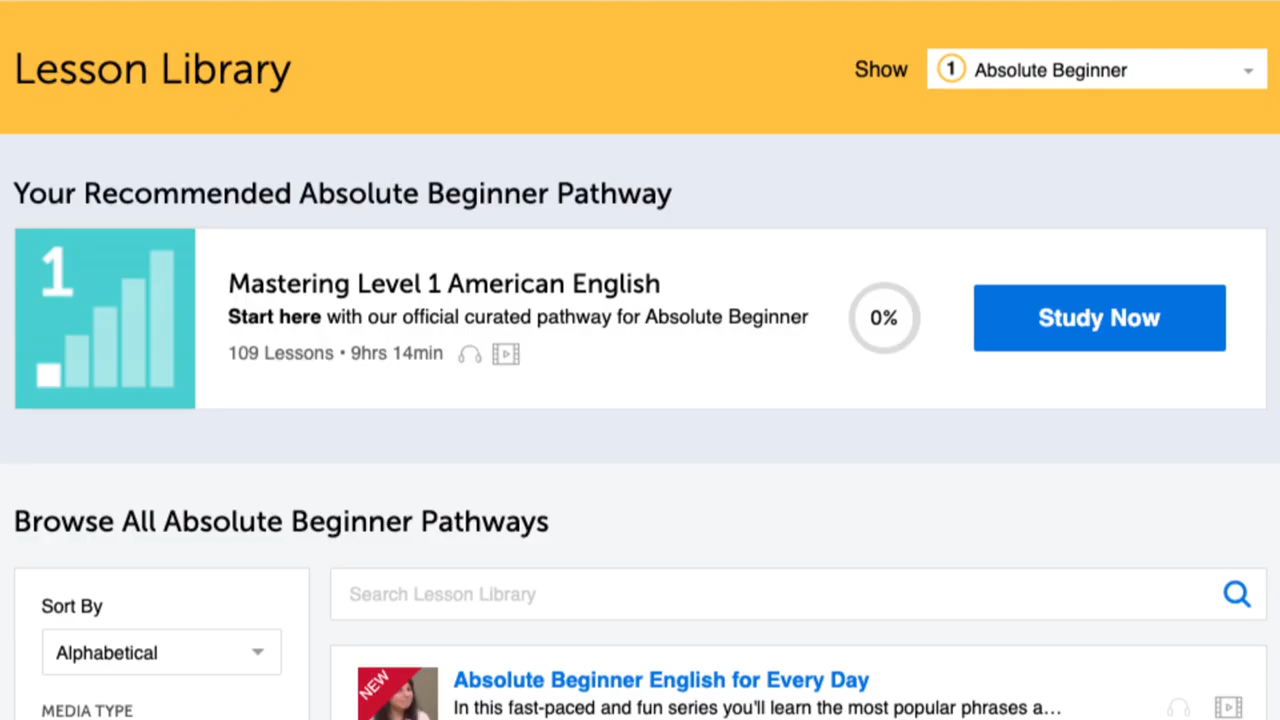 Lesson Library
Show
1 Absolute Beginner
Your Recommended Absolute Beginner Pathway
1
Mastering Level 1 American English
Start here with our official curated pathway for Absolute Beginner
109 Lessons • 9hrs 14min
0%
Study Now
Browse All Absolute Beginner Pathways
Sort By
Alphabetical
MEDIA TYPE
Search Lesson Library
NEW
Absolute Beginner English for Every Day
In this fast-paced and fun series you'll learn the most popular phrases a...